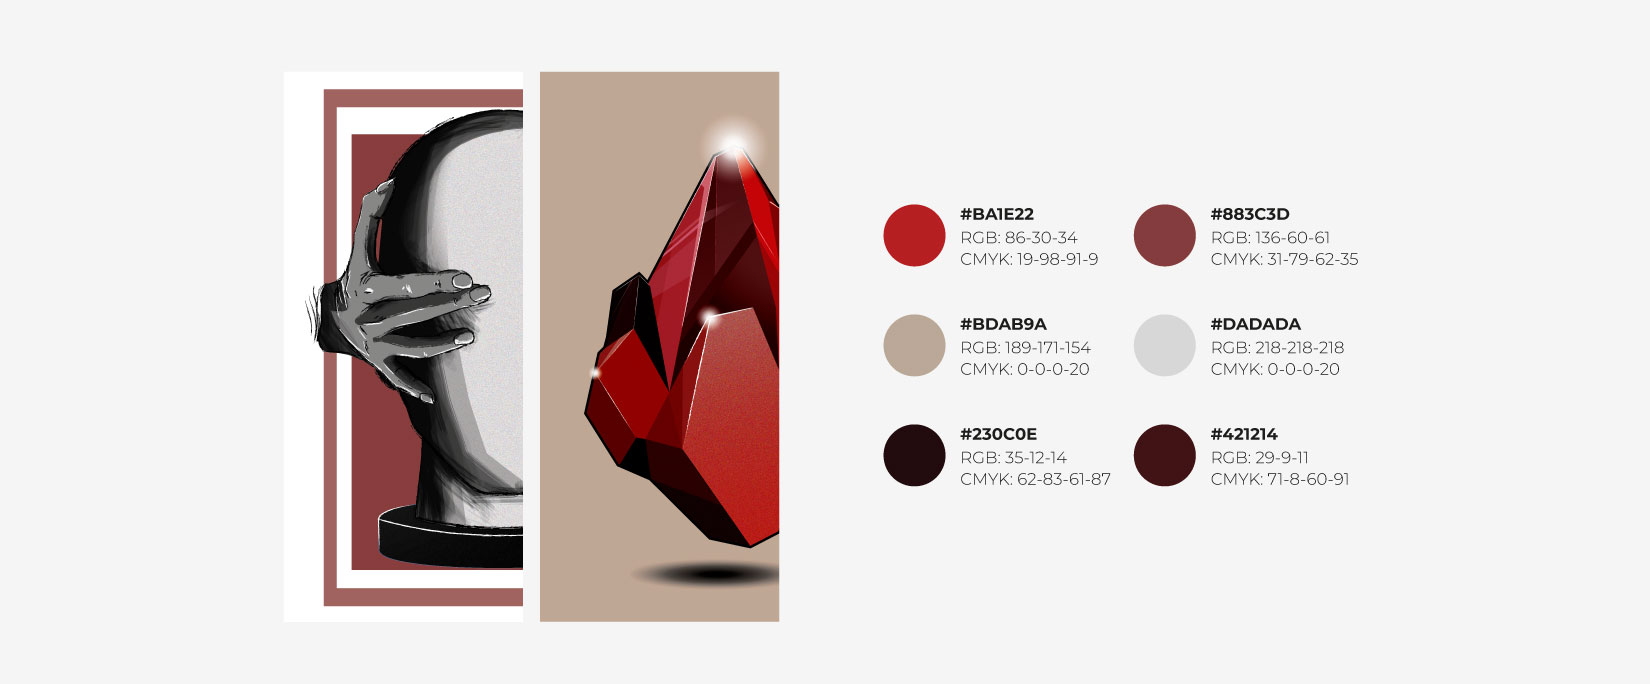 #BA1E22
RGB: 86-30-34
CMYK: 19-98-91-9
#883C3D
RGB: 136-60-61
CMYK: 31-79-62-35
#BDAB9A
RGB: 189-171-154
CMYK: 0-0-0-20
#DADADA
RGB: 218-218-218
CMYK: 0-0-0-20
#230C0E
RGB: 35-12-14
CMYK: 62-83-61-87
#421214
RGB: 29-9-11
CMYK: 71-8-60-91